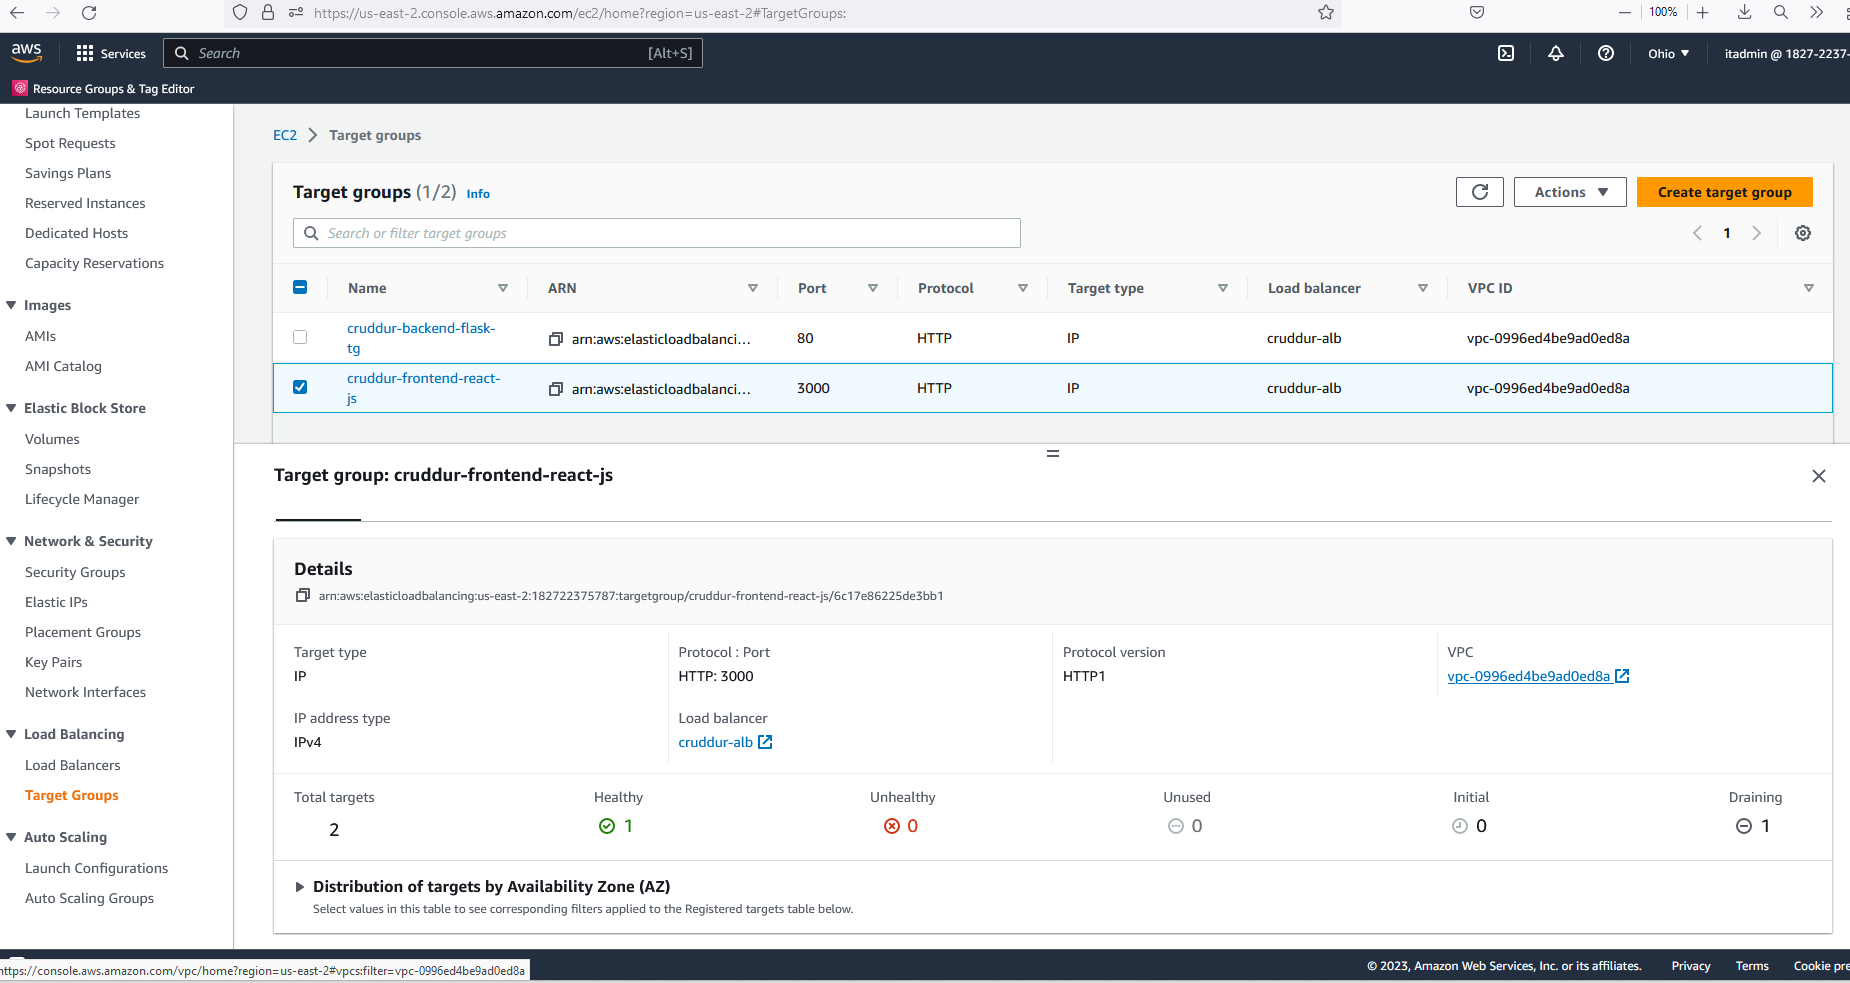 https://us-east-2.console.aws.amazon.com/ec2/home?region=us-east-2#TargetGroups:
100%
aws
Services
Search
[Alt+S]
Ohio
itadmin @ 1827-2237-
Resource Groups & Tag Editor
Launch Templates
Spot Requests
Savings Plans
Reserved Instances
Dedicated Hosts
Capacity Reservations
Images
AMIs
AMI Catalog
Elastic Block Store
Volumes
Snapshots
Lifecycle Manager
Network & Security
Security Groups
Elastic IPs
Placement Groups
Key Pairs
Network Interfaces
Load Balancing
Load Balancers
Target Groups
Auto Scaling
Launch Configurations
Auto Scaling Groups
EC2 > Target groups
Target groups (1/2) Info
Actions
Create target group
Search or filter target groups
1
Name ARN Port Protocol Target type Load balancer VPC ID
cruddur-backend-flask-
tg
arn:aws:elasticloadbalanci... 80 HTTP IP cruddur-alb vpc-0996ed4be9ad0ed8a
cruddur-frontend-react-
js
arn:aws:elasticloadbalanci... 3000 HTTP IP cruddur-alb vpc-0996ed4be9ad0ed8a
Target group: cruddur-frontend-react-js
Details
arn:aws:elasticloadbalancing:us-east-2:182722375787:targetgroup/cruddur-frontend-react-js/6c17e86225de3bb1
Target type
IP
Protocol : Port
HTTP: 3000
Protocol version
HTTP1
VPC
vpc-0996ed4be9ad0ed8a
IP address type
IPv4
Load balancer
cruddur-alb
Total targets
2
Healthy
1
Unhealthy
0
Unused
0
Initial
0
Draining
1
Distribution of targets by Availability Zone (AZ)
Select values in this table to see corresponding filters applied to the Registered targets table below.
https://console.aws.amazon.com/vpc/home?region=us-east-2#vpcs:filter=vpc-0996ed4be9ad0ed8a
© 2023, Amazon Web Services, Inc. or its affiliates.
Privacy
Terms
Cookie pre